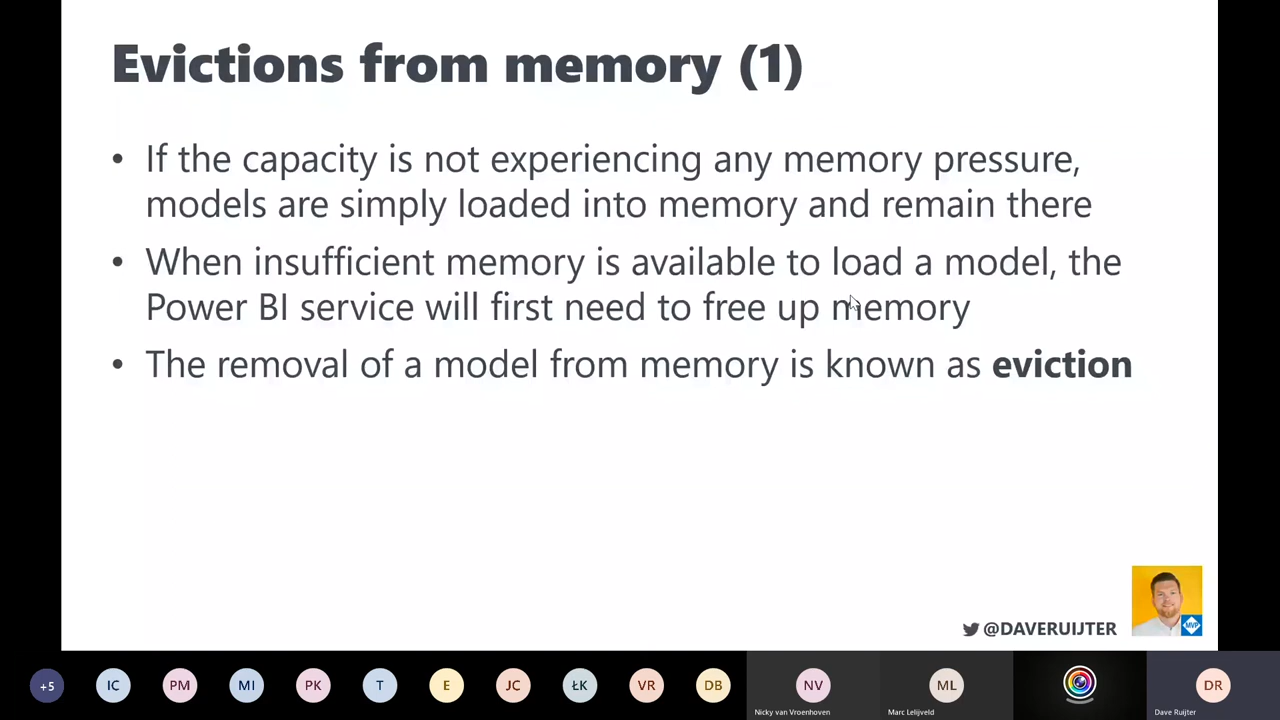 Evictions from memory (1)
• If the capacity is not experiencing any memory pressure,
models are simply loaded into memory and remain there
• When insufficient memory is available to load a model, the
Power BI service will first need to free up memory
• The removal of a model from memory is known as eviction
@DAVERUIJTER
MVP
+5
IC
PM
MI
PK
T
E
JC
ŁK
VR
DB
NV
Nicky van Vroenhoven
ML
Marc Lelijveld
DR
Dave Ruijter